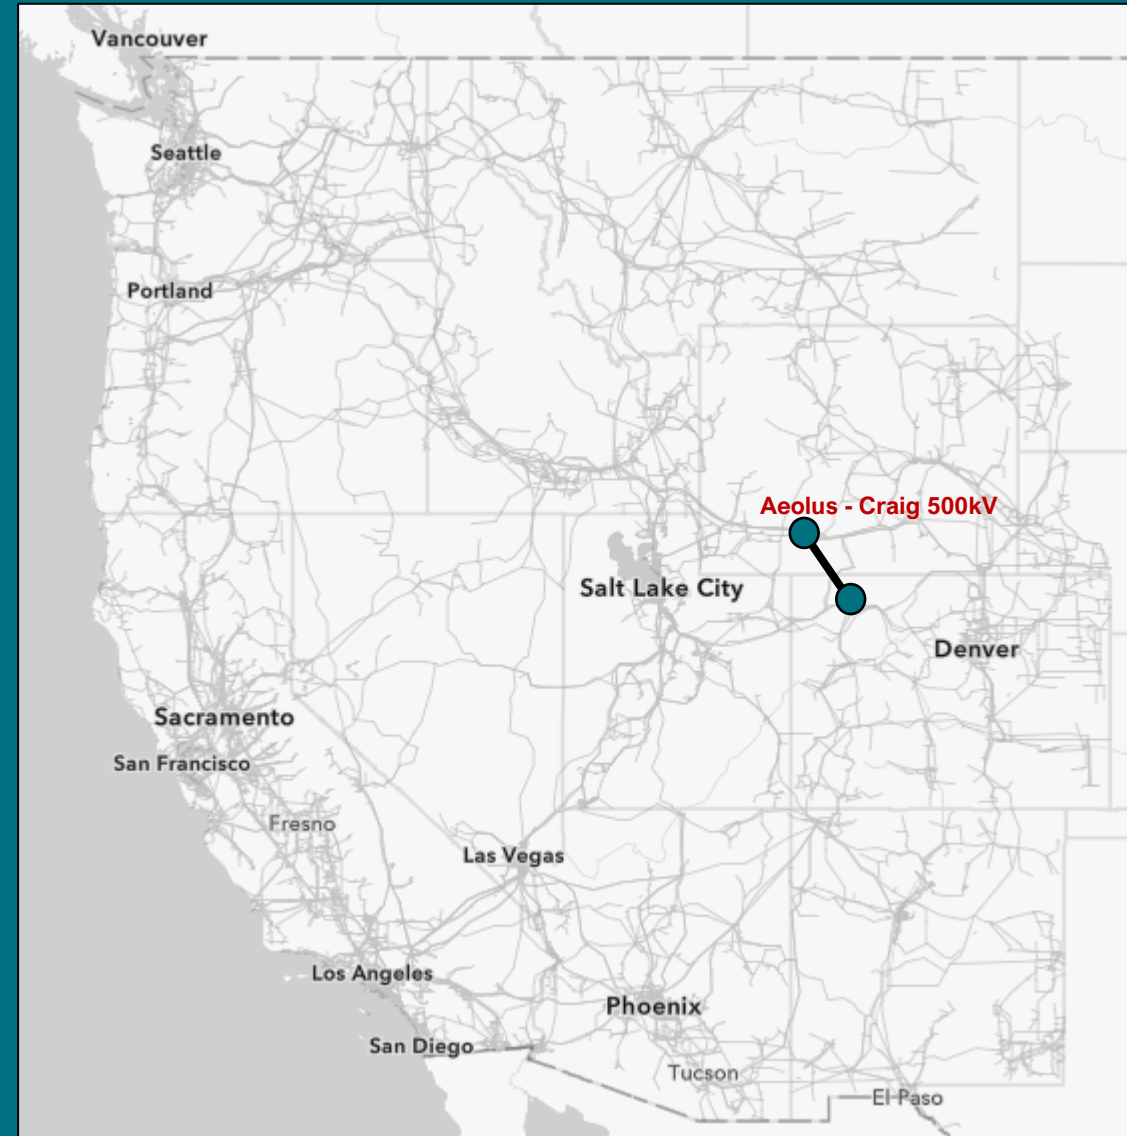 Vancouver
Seattle
Portland
Aeolus - Craig 500kV
Salt Lake City
Denver
Sacramento
San Francisco
Fresno
Las Vegas
Los Angeles
Phoenix
San Diego
Tucson
El Paso